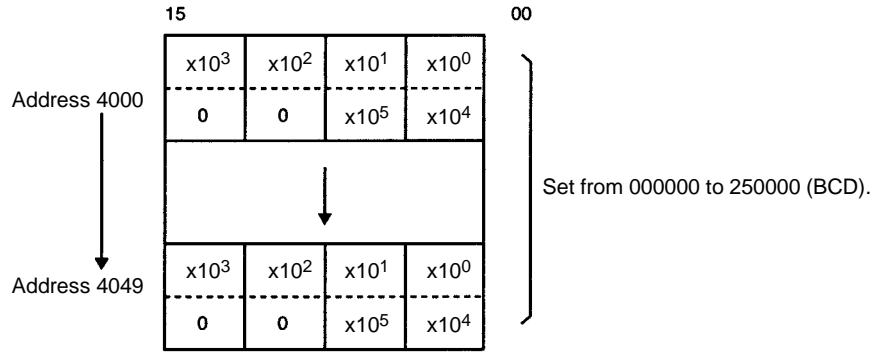 15 00
x10³ x10² x10¹ x10⁰
Address 4000
0 0 x10⁵ x10⁴
Set from 000000 to 250000 (BCD).
x10³ x10² x10¹ x10⁰
Address 4049
0 0 x10⁵ x10⁴